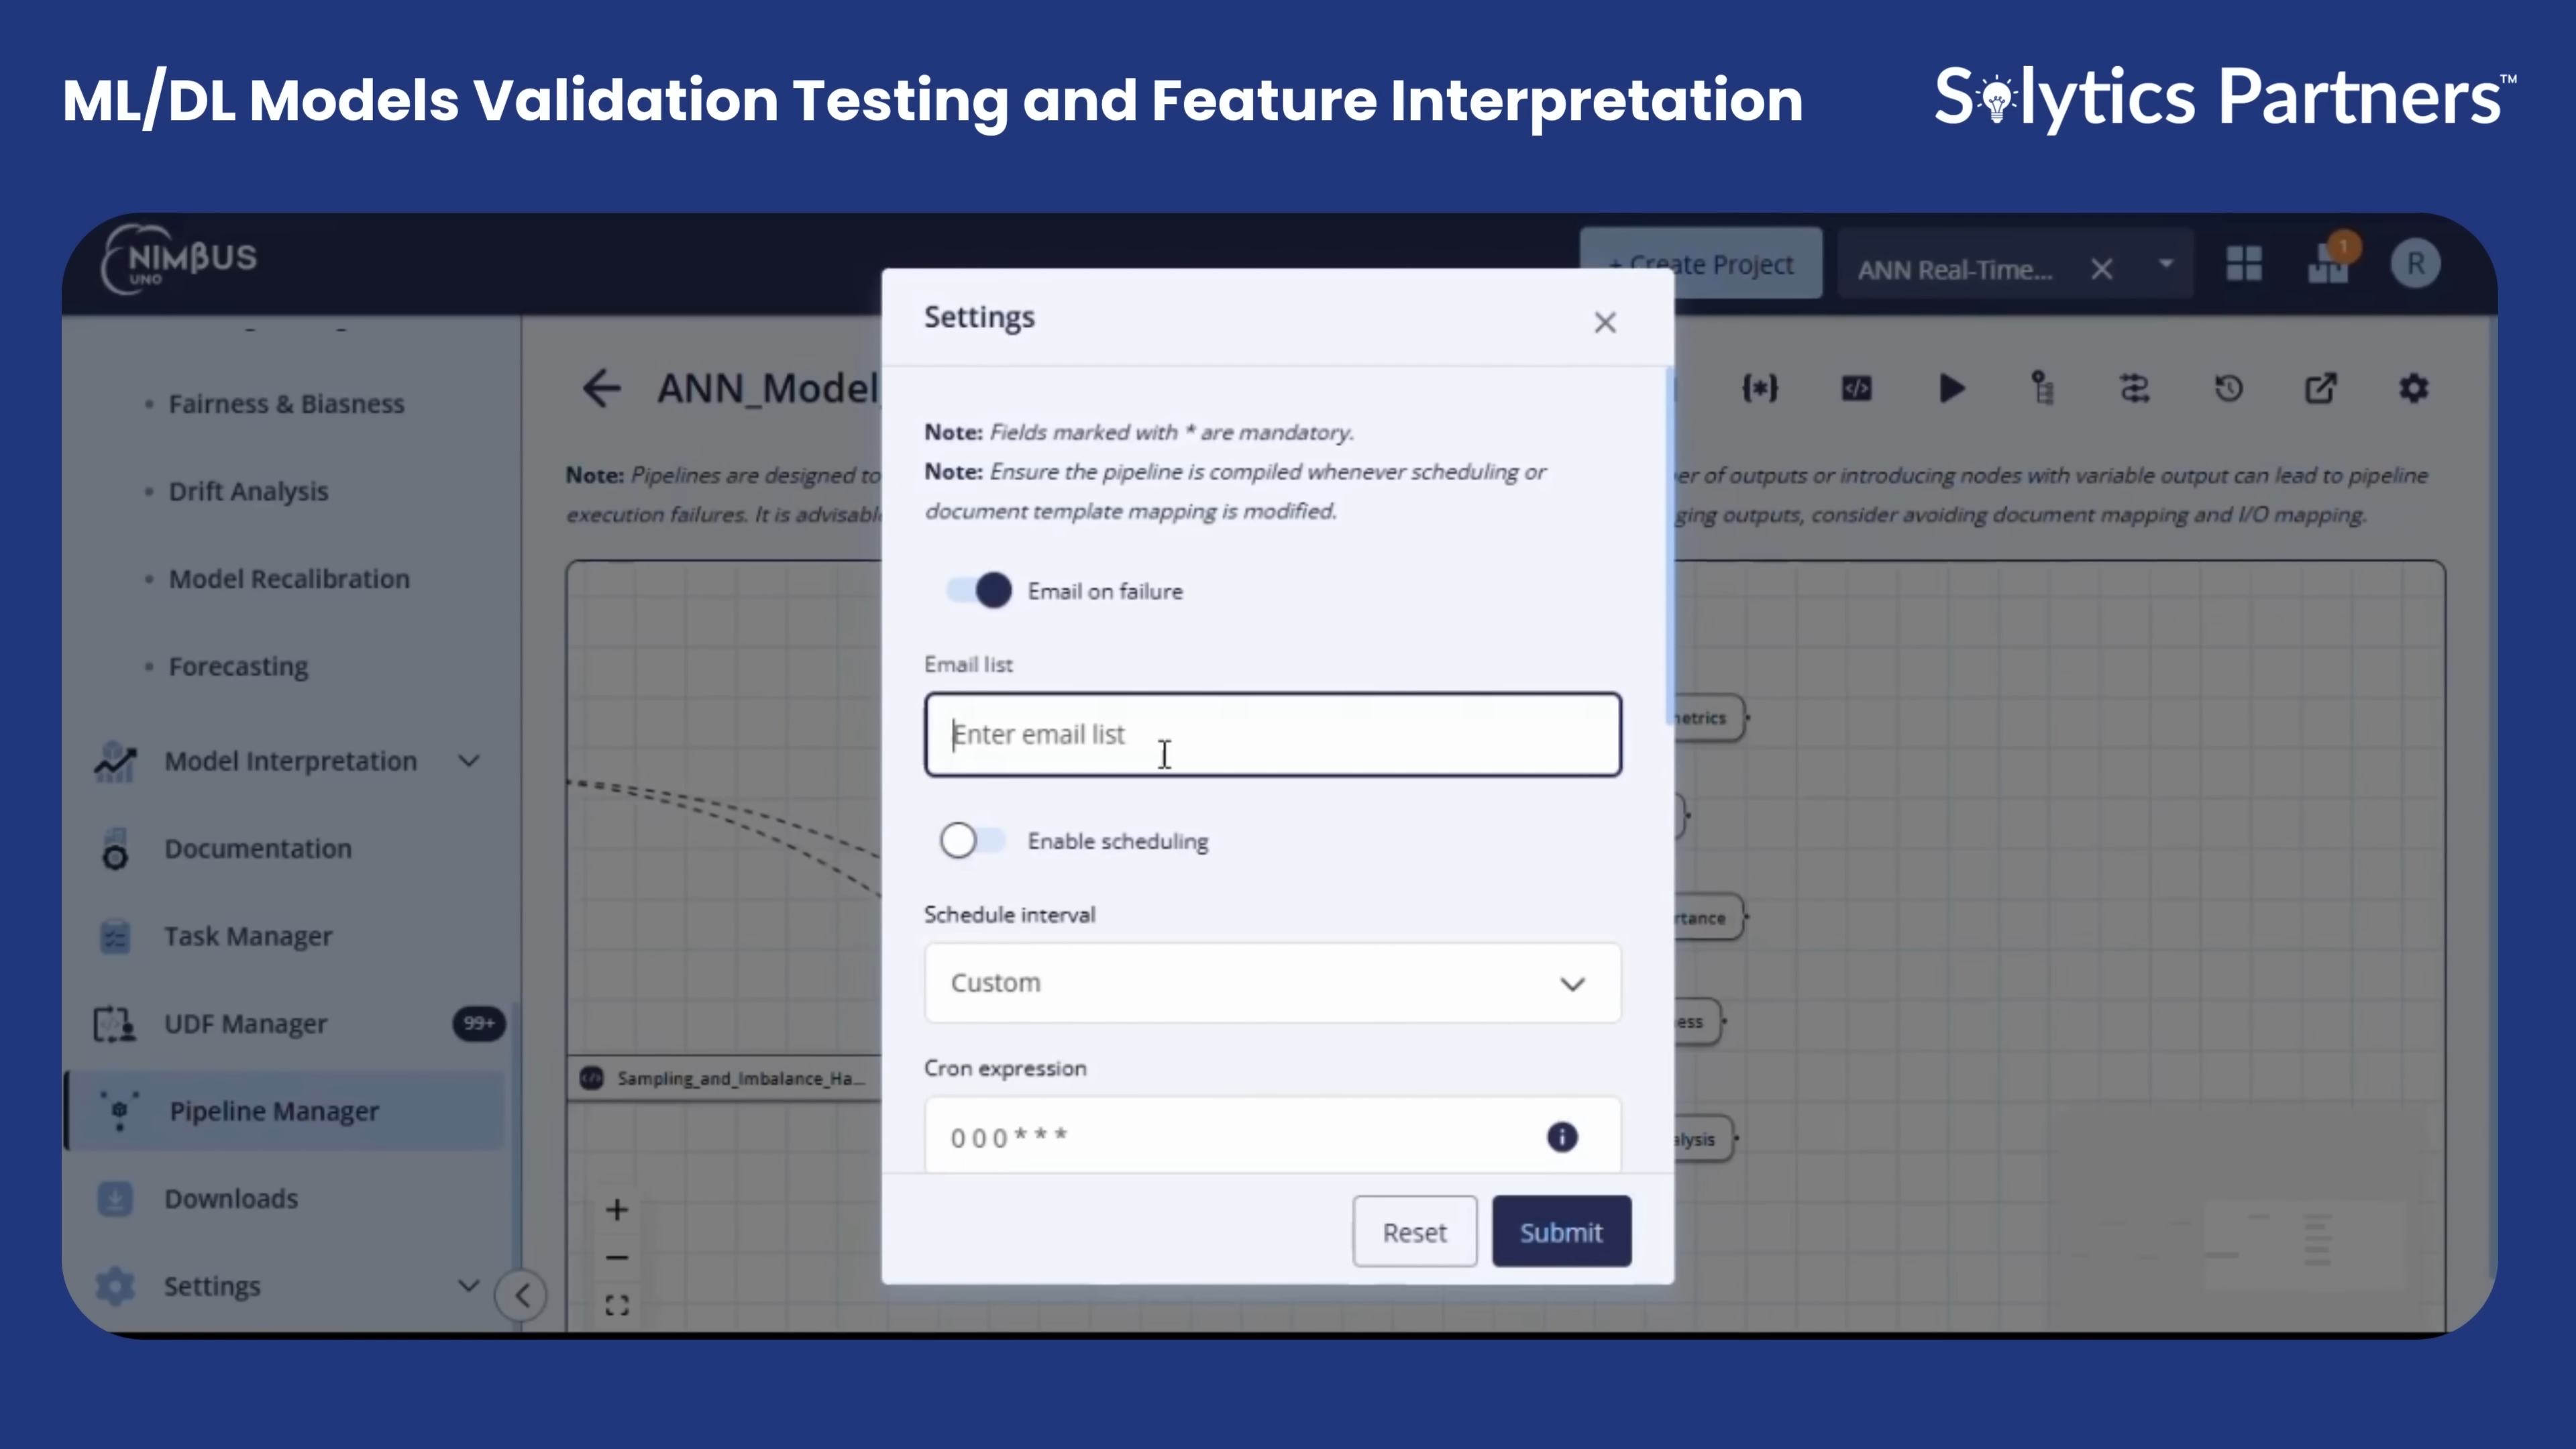 ML/DL Models Validation Testing and Feature Interpretation
Solytics Partners™
NIMBUS
UNO
+ Create Project
ANN Real-Time...
1
R
Fairness & Biasness
Drift Analysis
Model Recalibration
Forecasting
Model Interpretation
Documentation
Task Manager
UDF Manager
99+
Pipeline Manager
Downloads
Settings
ANN_Model
Note: Pipelines are designed to
er of outputs or introducing nodes with variable output can lead to pipeline
execution failures. It is
ging outputs, consider avoiding document mapping and I/O mapping.
Sampling_and_Imbalance_Ha...
Settings
Note: Fields marked with * are mandatory.
Note: Ensure the pipeline is compiled whenever scheduling or
document template mapping is modified.
Email on failure
Email list
Enter email list
Enable scheduling
Schedule interval
Custom
Cron expression
0 0 0 * * *
Reset
Submit
etrics
rtance
ess
alysis